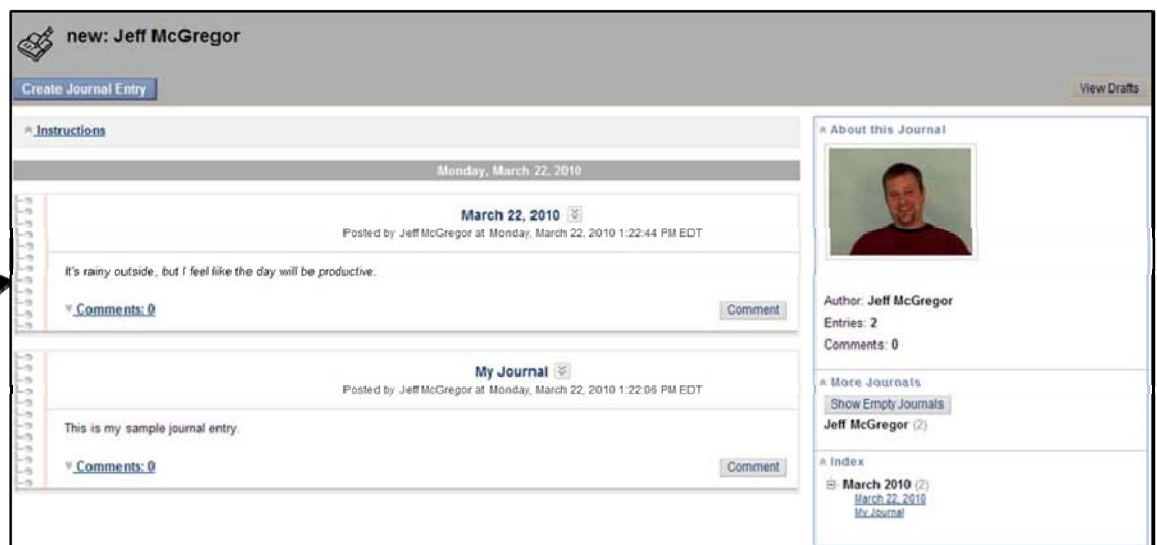 new: Jeff McGregor
Create Journal Entry
View Drafts
Instructions
Monday, March 22, 2010
March 22, 2010
Posted by Jeff McGregor at Monday, March 22, 2010 1:22:44 PM EDT
It's rainy outside, but I feel like the day will be productive.
Comments: 0
Comment
My Journal
Posted by Jeff McGregor at Monday, March 22, 2010 1:22:06 PM EDT
This is my sample journal entry.
Comments: 0
Comment
About this Journal
Author: Jeff McGregor
Entries: 2
Comments: 0
More Journals
Show Empty Journals
Jeff McGregor (2)
Index
March 2010 (2)
March 22, 2010
My Journal